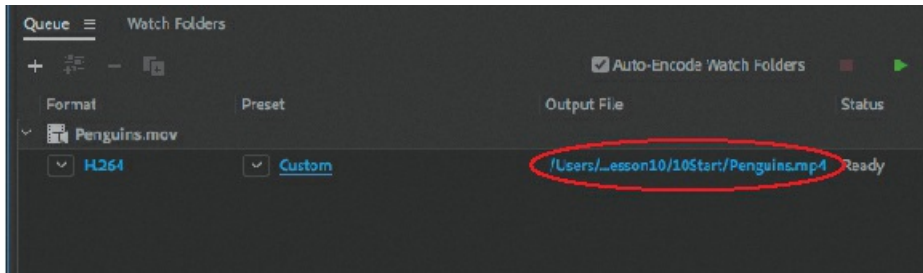 Queue Watch Folders
Auto-Encode Watch Folders
Format Preset Output File Status
Penguins.mov
H.264 Custom /Users/...esson10/10Start/Penguins.mp4 Ready